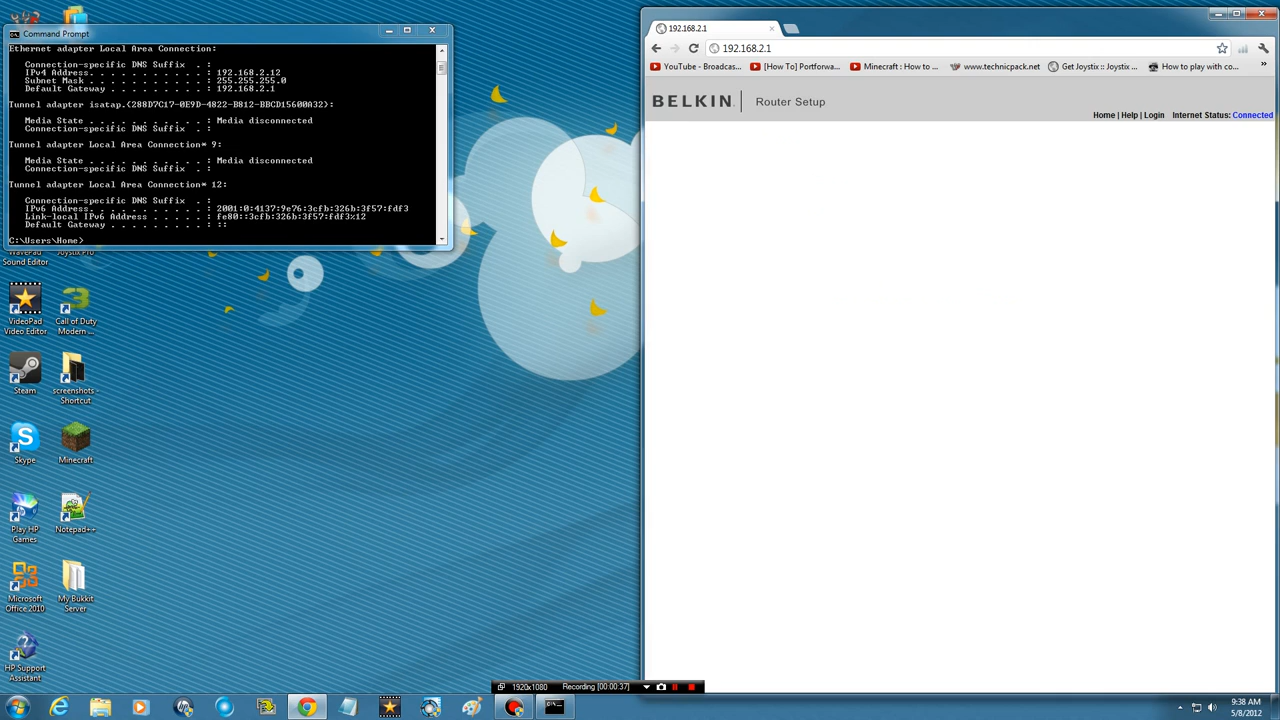 Command Prompt
Ethernet adapter Local Area Connection:
Connection-specific DNS Suffix . :
IPv4 Address. . . . . . . . . . . : 192.168.2.12
Subnet Mask . . . . . . . . . . . : 255.255.255.0
Default Gateway . . . . . . . . . : 192.168.2.1
Tunnel adapter isatap.{288D7C17-0E9D-4822-B812-BBCD15600A32}:
Media State . . . . . . . . . . . : Media disconnected
Connection-specific DNS Suffix . :
Tunnel adapter Local Area Connection* 9:
Media State . . . . . . . . . . . : Media disconnected
Connection-specific DNS Suffix . :
Tunnel adapter Local Area Connection* 12:
Connection-specific DNS Suffix . :
IPv6 Address. . . . . . . . . . . : 2001:0:4137:9e76:3cfb:326b:3f57:fdf3
Link-local IPv6 Address . . . . . : fe80::3cfb:326b:3f57:fdf3%12
Default Gateway . . . . . . . . . : ::
C:\Users\Home>
WavePad Sound Editor
Joystix Pro
VideoPad Video Editor
Call of Duty Modern ...
Steam
screenshots - Shortcut
Skype
Minecraft
Play HP Games
Notepad++
Microsoft Office 2010
My Bukkit Server
HP Support Assistant
192.168.2.1
192.168.2.1
YouTube - Broadcas...
[How To] Portforwa...
Minecraft : How to ...
www.technicpack.net
Get Joystix :: Joystix ...
How to play with co...
BELKIN. Router Setup
Home | Help | Login Internet Status: Connected
1920x1080 Recording [00:00:37]
9:38 AM
5/8/2012